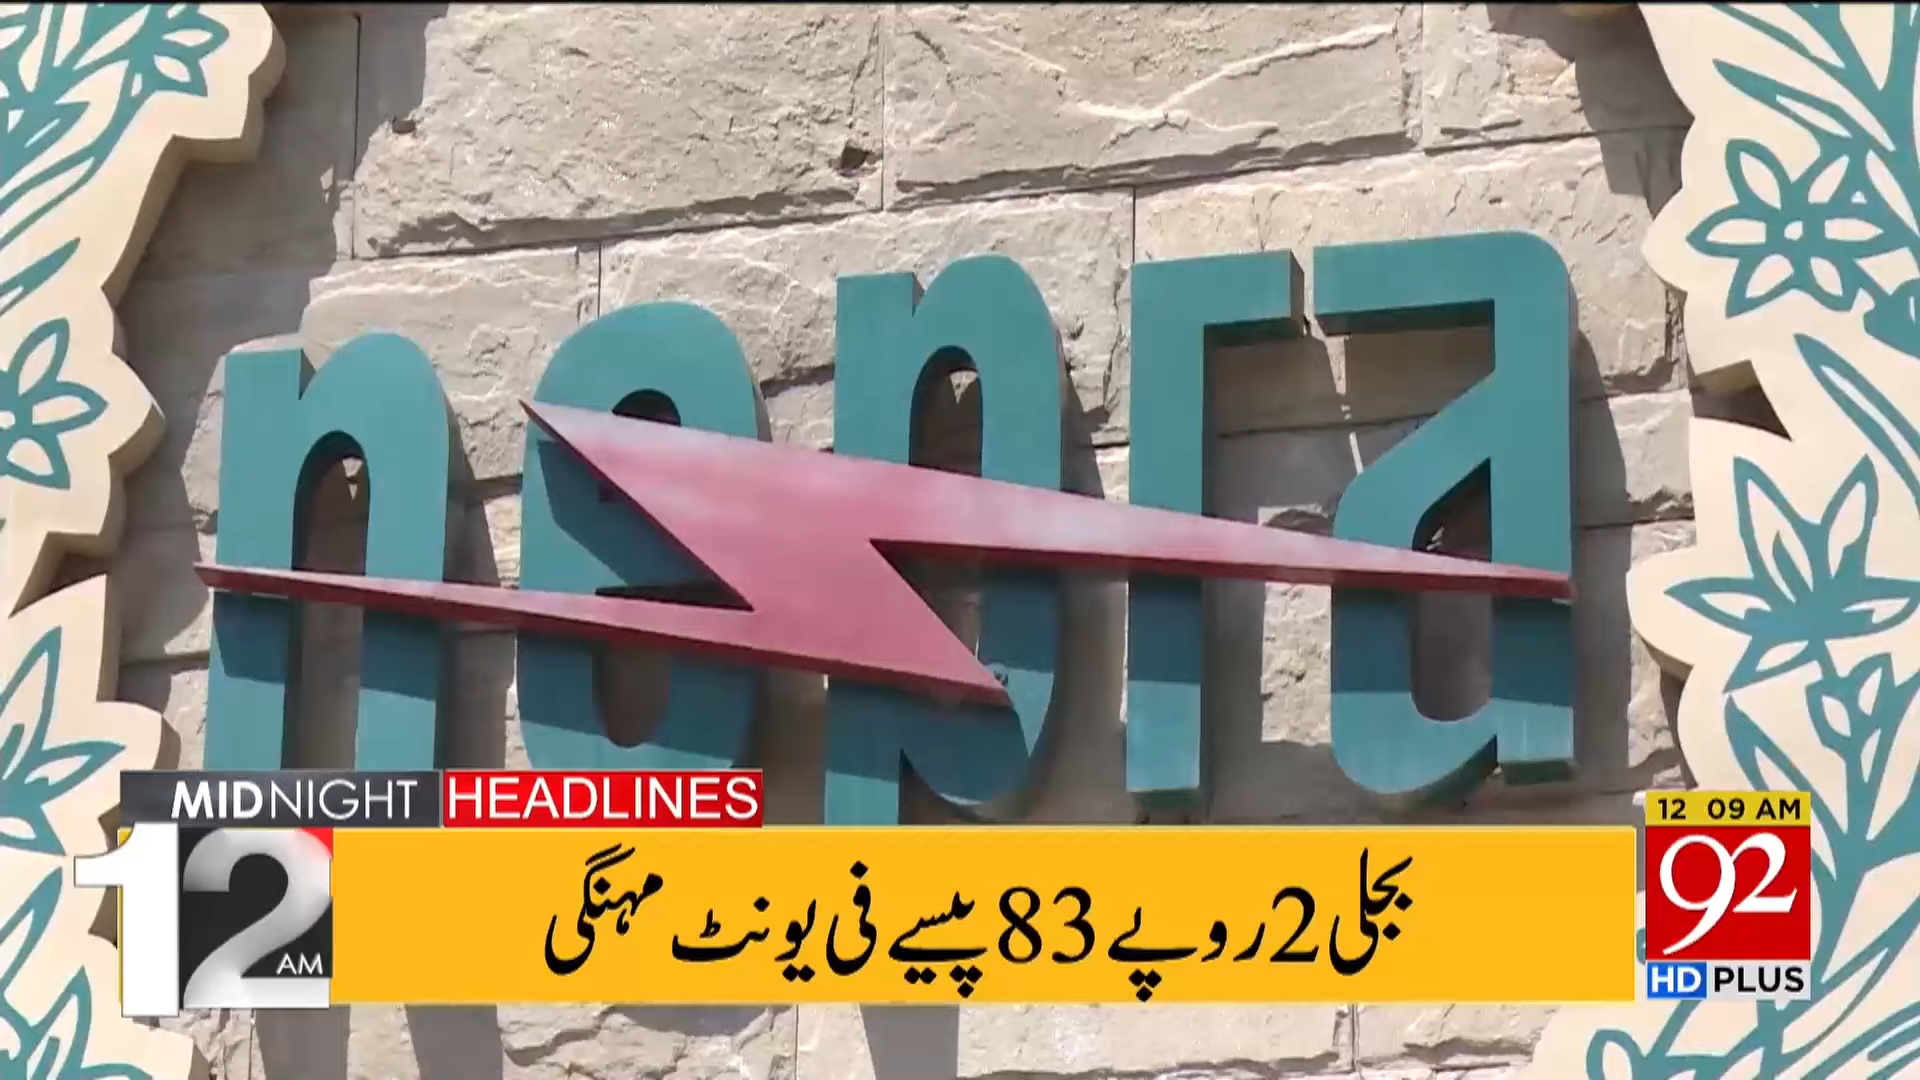 nepra
MIDNIGHT HEADLINES
12 AM
بجلی 2 روپے 83 پیسے فی یونٹ مہنگی
12 09 AM
92
HD PLUS